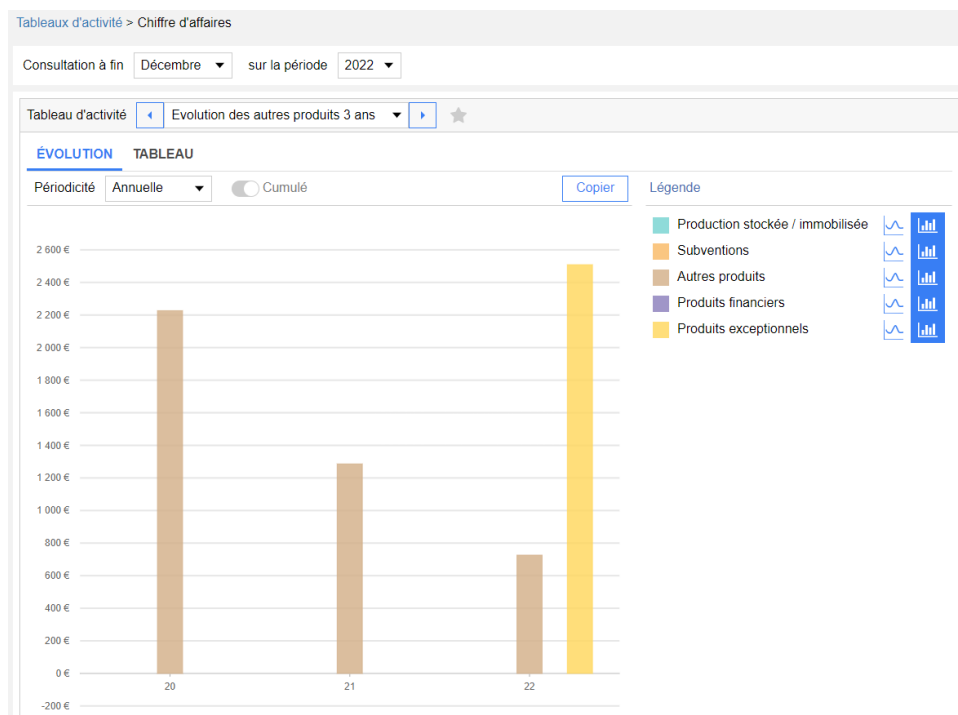 Tableaux d'activité > Chiffre d'affaires
Consultation à fin Décembre sur la période 2022
Tableau d'activité Evolution des autres produits 3 ans
ÉVOLUTION TABLEAU
Périodicité Annuelle Cumulé Copier Légende
Production stockée / immobilisée
Subventions
Autres produits
Produits financiers
Produits exceptionnels
2 600 €
2 400 €
2 200 €
2 000 €
1 800 €
1 600 €
1 400 €
1 200 €
1 000 €
800 €
600 €
400 €
200 €
0 €
20 21 22
-200 €